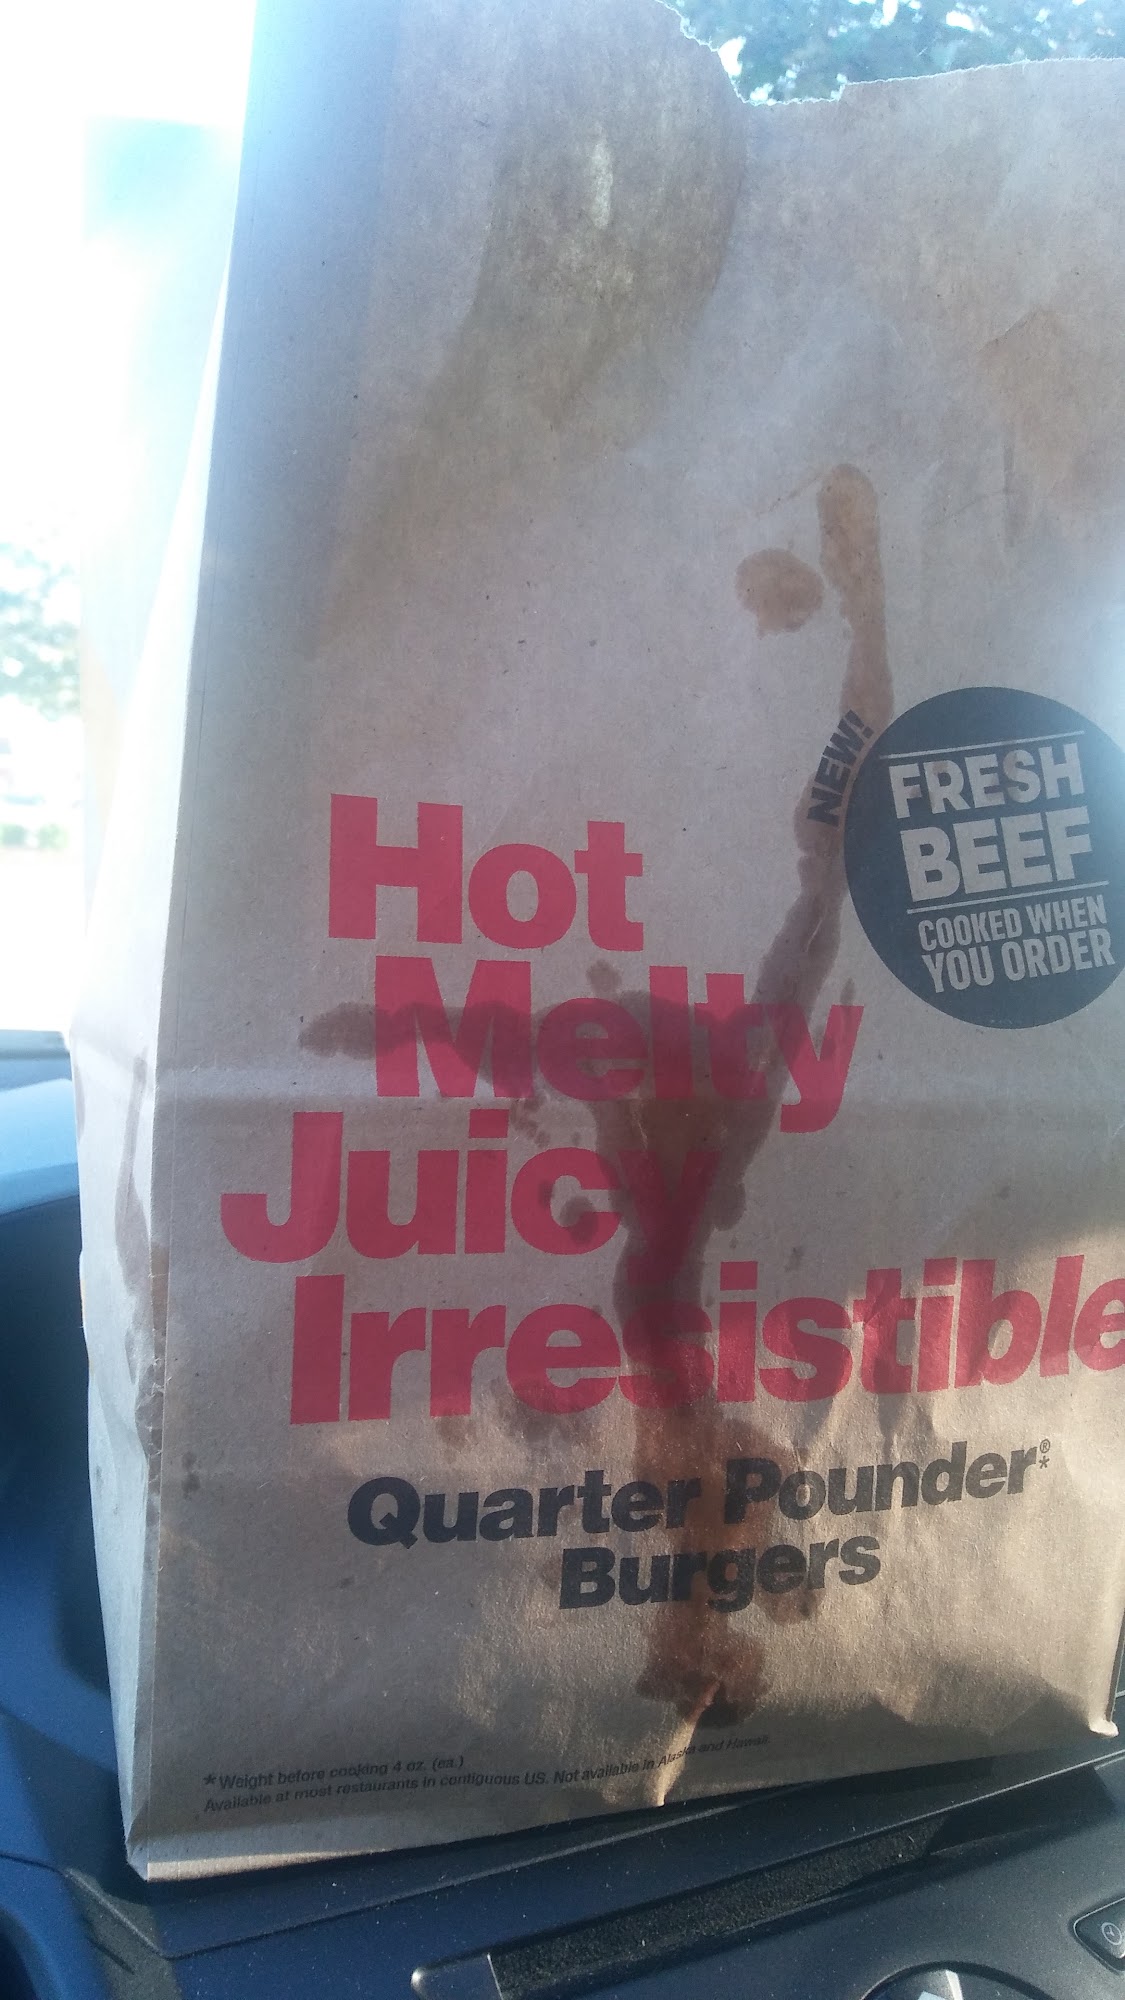 NEW!
FRESH
BEEF
COOKED WHEN
YOU ORDER
Hot
Melty
Juicy
Irresistible
Quarter Pounder®*
Burgers
*Weight before cooking 4 oz. (ea.)
Available at most restaurants in contiguous US. Not available in Alaska and Hawaii.